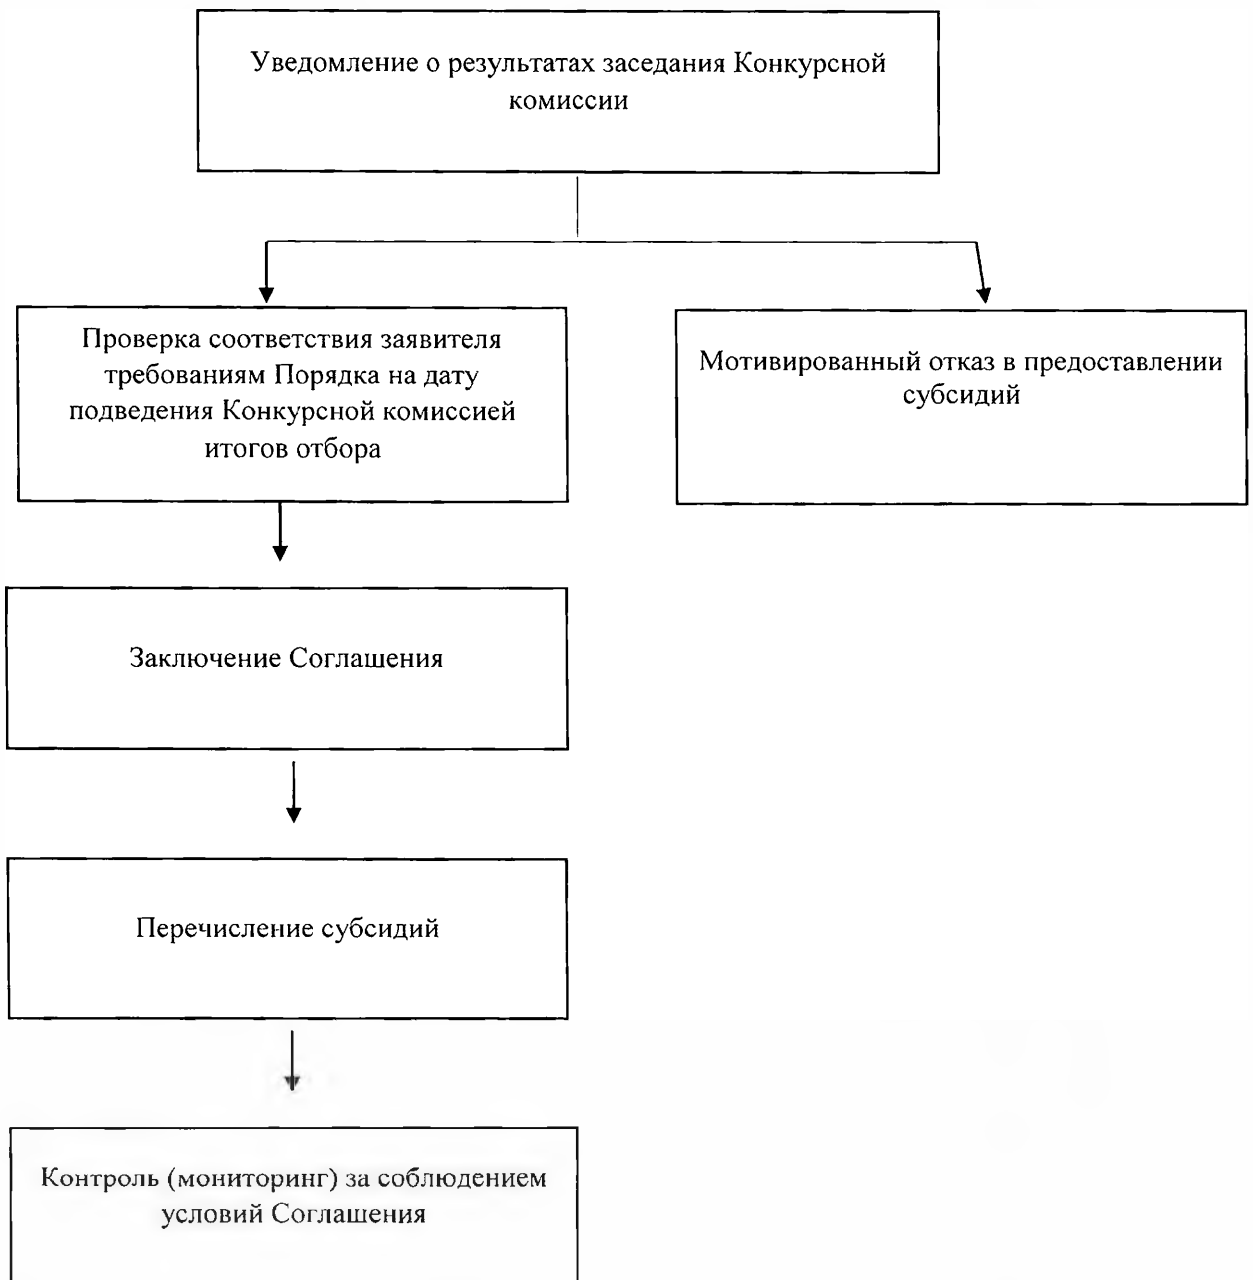 Уведомление о результатах заседания Конкурсной
комиссии
Проверка соответствия заявителя
требованиям Порядка на дату
подведения Конкурсной комиссией
итогов отбора
Мотивированный отказ в предоставлении
субсидий
Заключение Соглашения
Перечисление субсидий
Контроль (мониторинг) за соблюдением
условий Соглашения